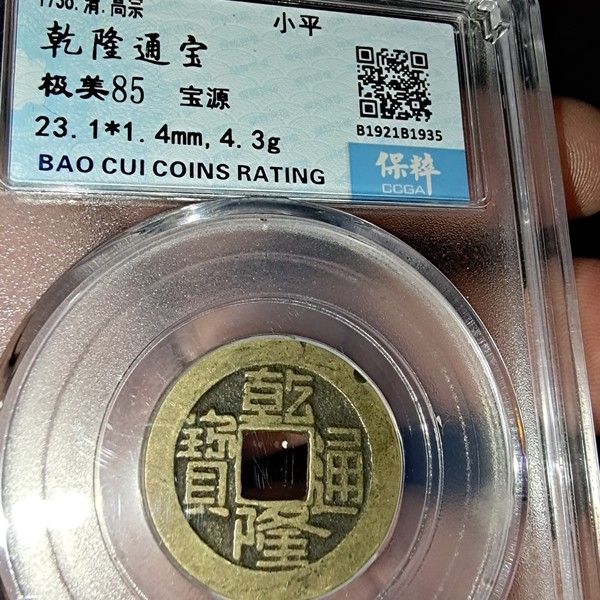 1736.清.高宗
小平
乾隆通宝
极美85 宝源
23.1*1.4mm, 4.3g
B1921B1935
BAO CUI COINS RATING
保粹
CCGA
乾隆通寶